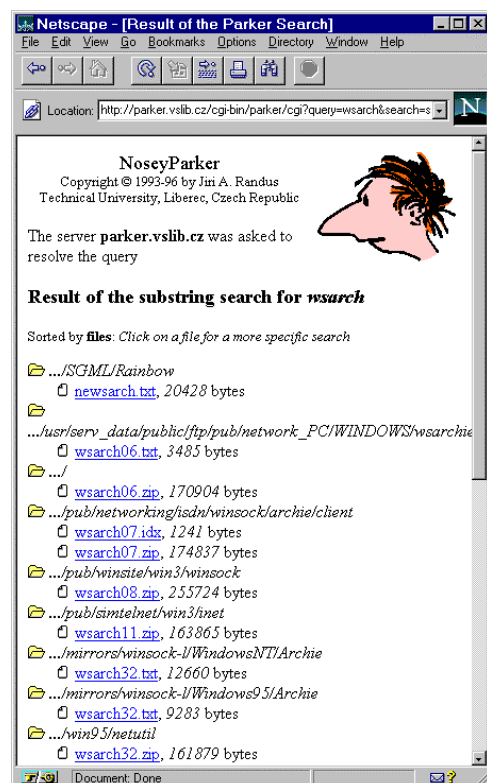 Netscape - [Result of the Parker Search]
File Edit View Go Bookmarks Options Directory Window Help
Location: http://parker.vslib.cz/cgi-bin/parker/cgi?query=wsarch&search=s
N
NoseyParker
Copyright © 1993-96 by Jiri A. Randus
Technical University, Liberec, Czech Republic
The server parker.vslib.cz was asked to
resolve the query
Result of the substring search for wsarch
Sorted by files: Click on a file for a more specific search
.../SGML/Rainbow
newsarch.txt, 20428 bytes
.../usr/serv_data/public/ftp/pub/network_PC/WINDOWS/wsarchie
wsarch06.txt, 3485 bytes
.../
wsarch06.zip, 170904 bytes
.../pub/networking/isdn/winsock/archie/client
wsarch07.idx, 1241 bytes
wsarch07.zip, 174837 bytes
.../pub/winsite/win3/winsock
wsarch08.zip, 255724 bytes
.../pub/simtelnet/win3/inet
wsarch11.zip, 163865 bytes
.../mirrors/winsock-l/WindowsNT/Archie
wsarch32.txt, 12660 bytes
.../mirrors/winsock-l/Windows95/Archie
wsarch32.txt, 9283 bytes
.../win95/netutil
wsarch32.zip, 161879 bytes
Document: Done
?